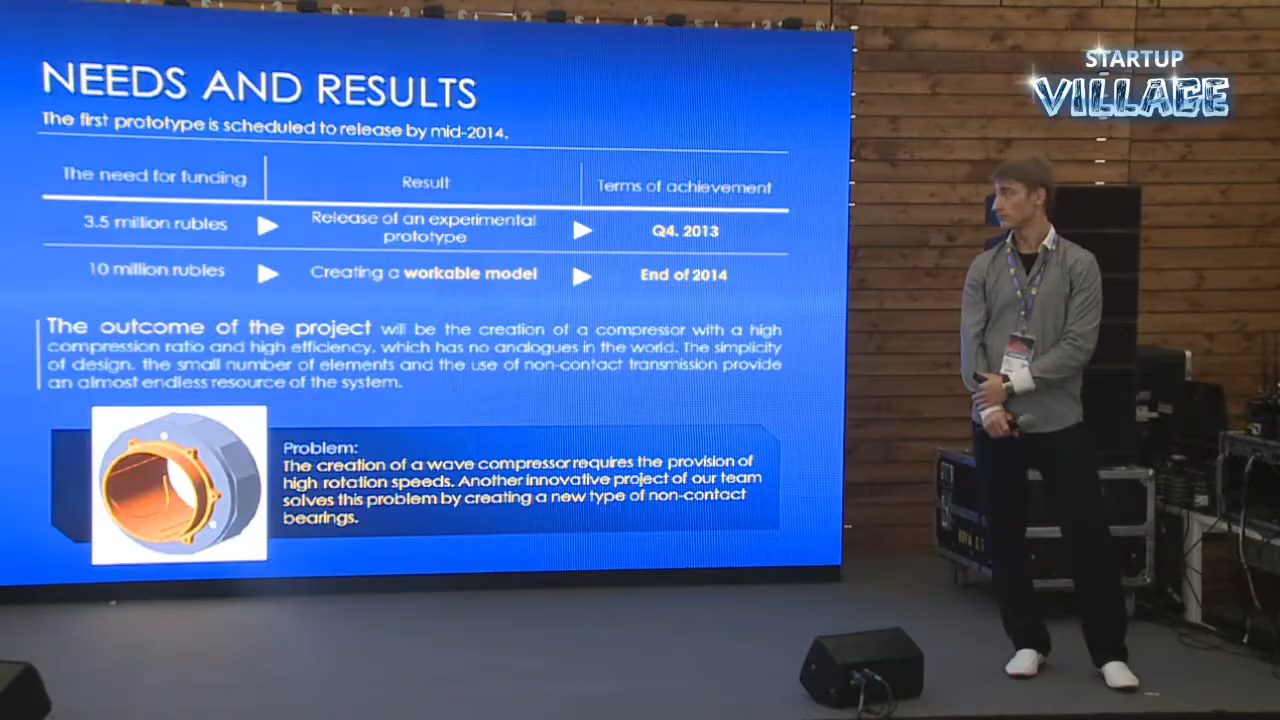 STARTUP
VILLAGE
NEEDS AND RESULTS
The first prototype is scheduled to release by mid-2014.
The need for funding Result Terms of achievement
3.5 million rubles Release of an experimental prototype Q4. 2013
10 million rubles Creating a workable model End of 2014
The outcome of the project will be the creation of a compressor with a high
compression ratio and high efficiency, which has no analogues in the world. The simplicity
of design, the small number of elements and the use of non-contact transmission provide
an almost endless resource of the system.
Problem:
The creation of a wave compressor requires the provision of
high rotation speeds. Another innovative project of our team
solves this problem by creating a new type of non-contact
bearings.